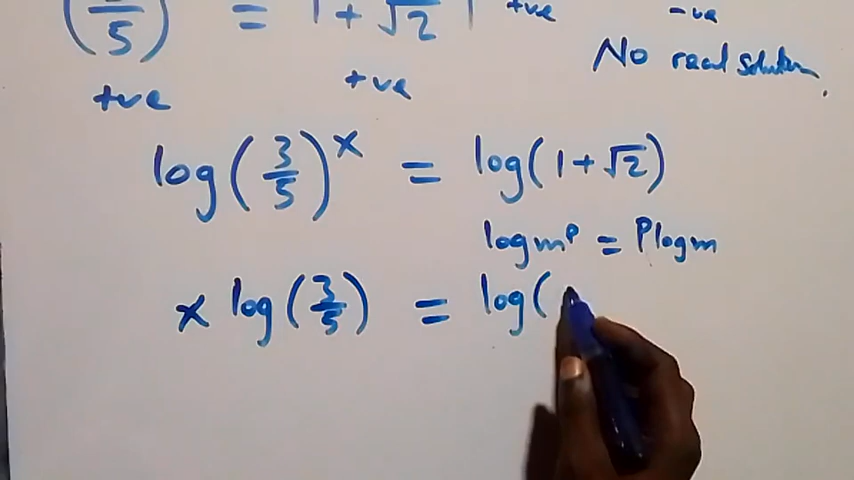 (3/5) = 1 + √2 | +ve -ve
+ve +ve No real solution.
log(3/5)^x = log(1 + √2)
log m^P = P log m
x log(3/5) = log(